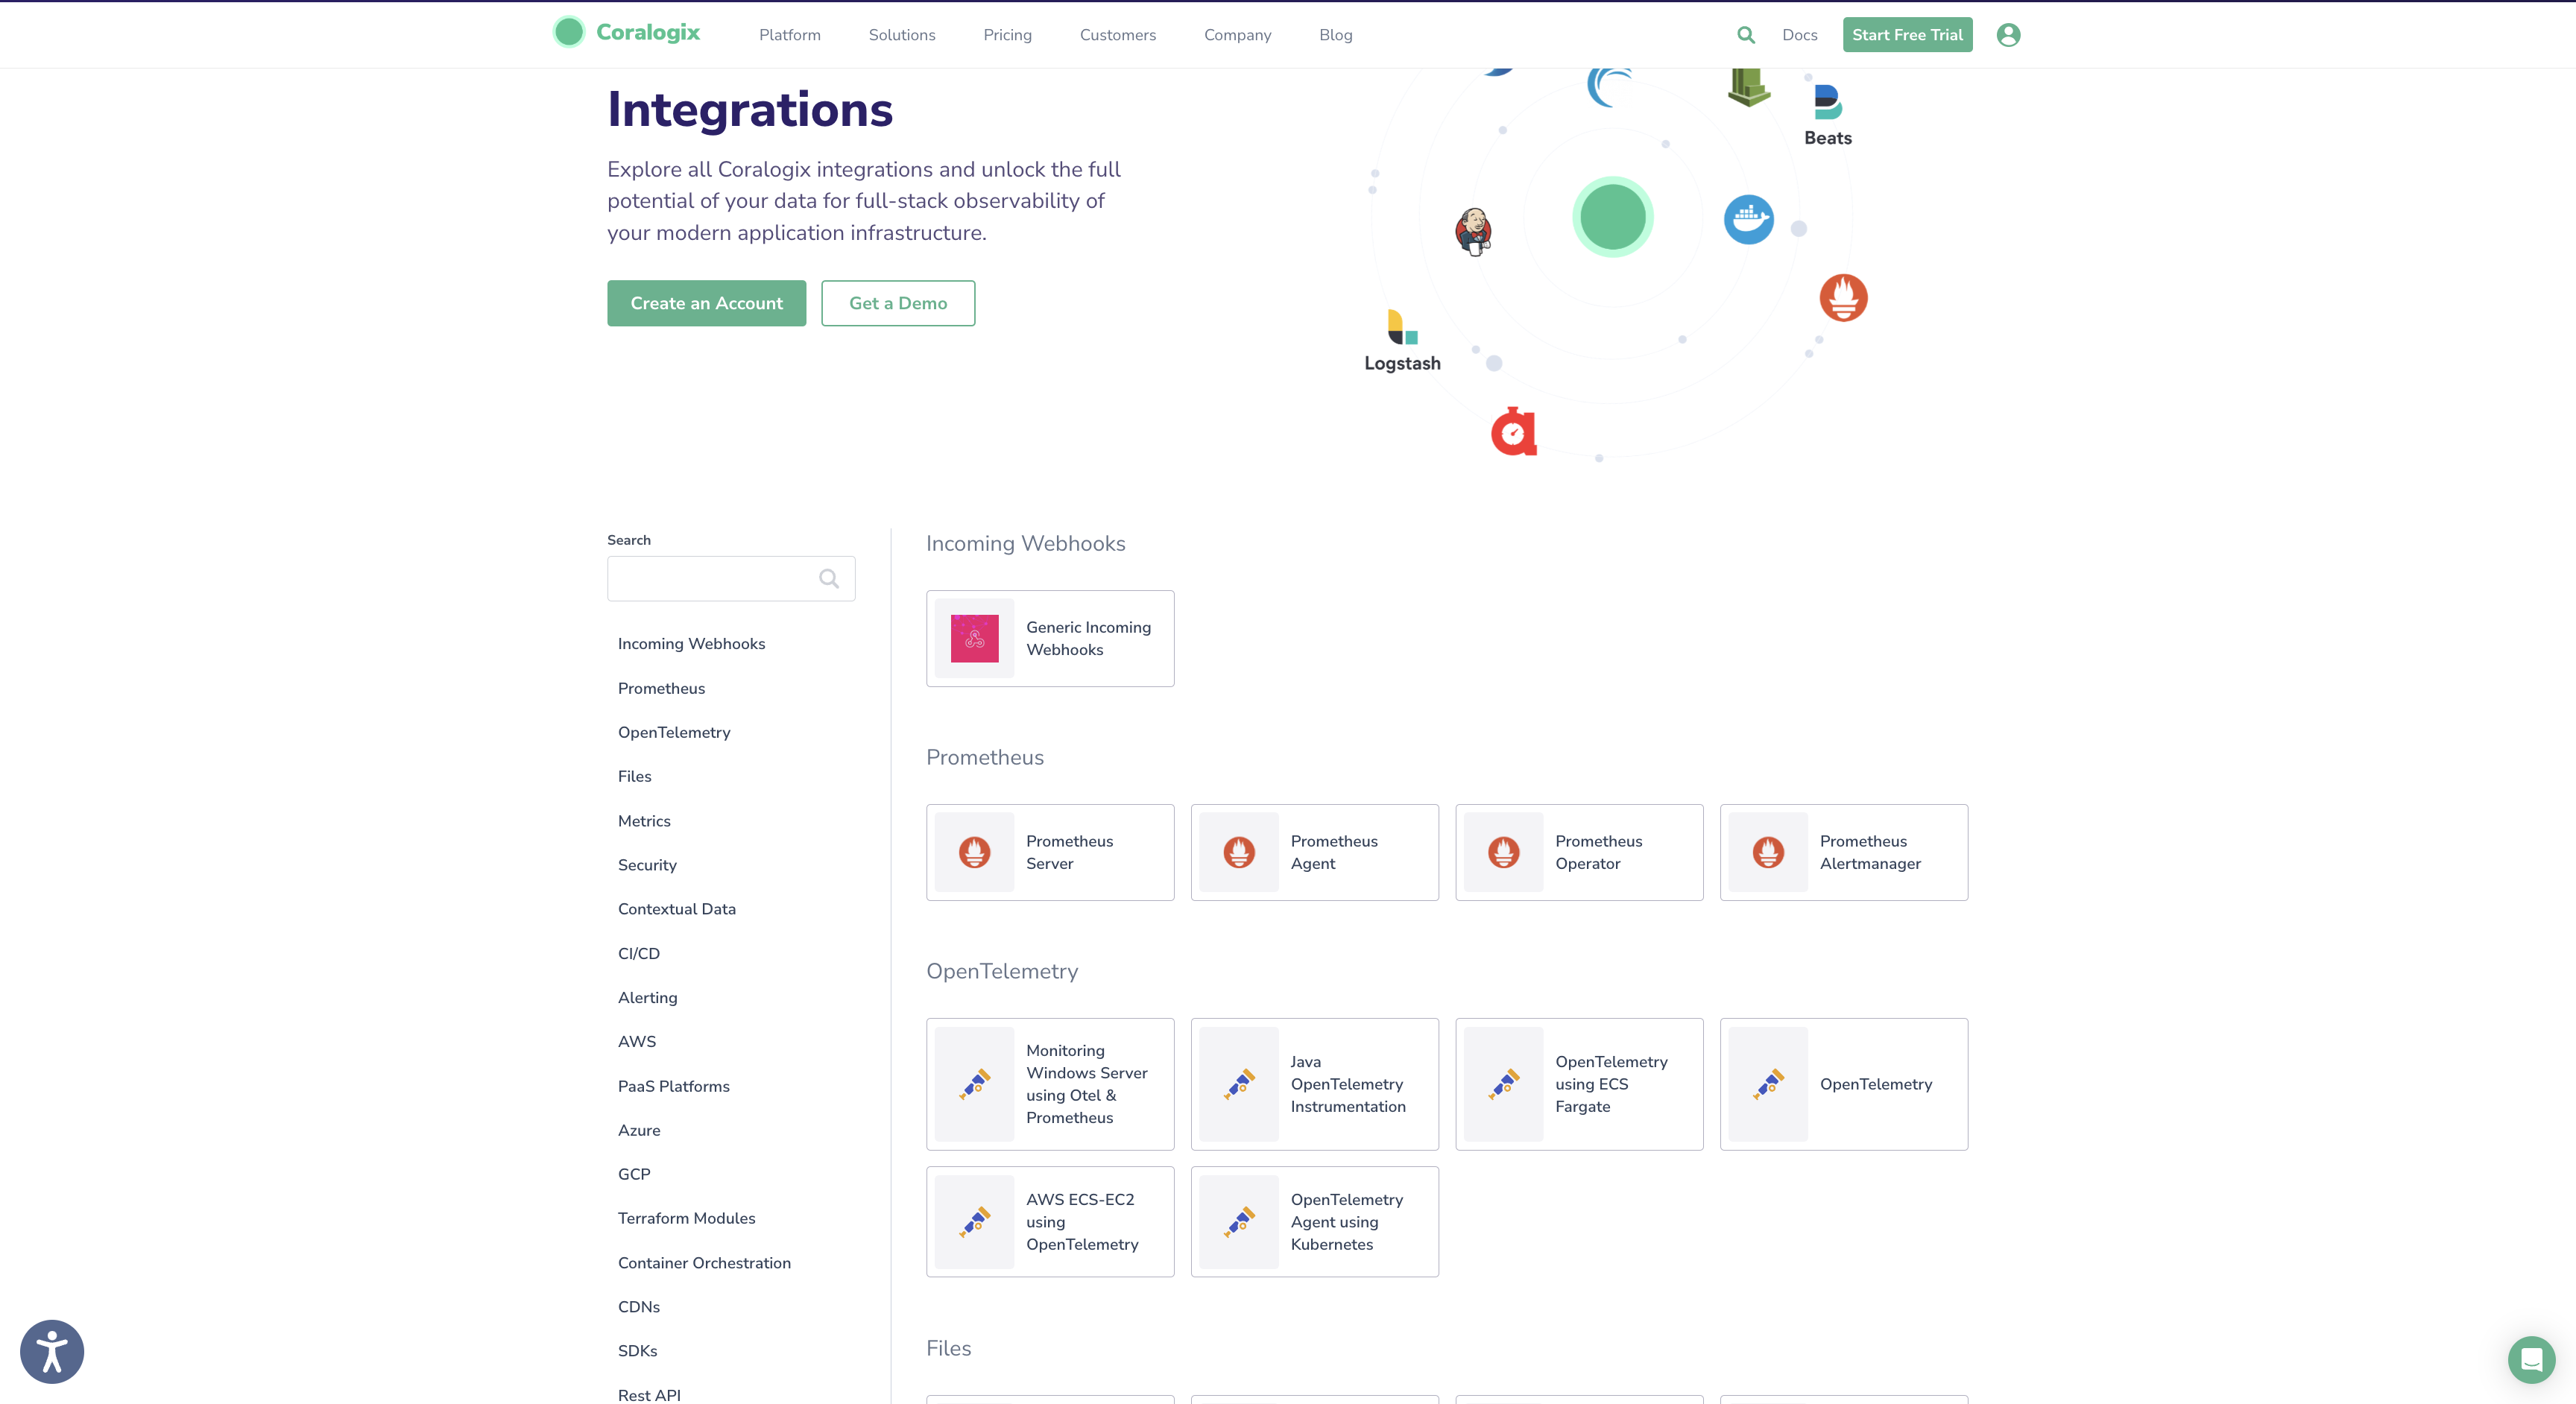 Coralogix
Platform
Solutions
Pricing
Customers
Company
Blog
Docs
Start Free Trial
Integrations
Explore all Coralogix integrations and unlock the full
potential of your data for full-stack observability of
your modern application infrastructure.
Create an Account
Get a Demo
Beats
Logstash
Search
Incoming Webhooks
Prometheus
OpenTelemetry
Files
Metrics
Security
Contextual Data
CI/CD
Alerting
AWS
PaaS Platforms
Azure
GCP
Terraform Modules
Container Orchestration
CDNs
SDKs
Rest API
Incoming Webhooks
Generic Incoming
Webhooks
Prometheus
Prometheus
Server
Prometheus
Agent
Prometheus
Operator
Prometheus
Alertmanager
OpenTelemetry
Monitoring
Windows Server
using Otel &
Prometheus
Java
OpenTelemetry
Instrumentation
OpenTelemetry
using ECS
Fargate
OpenTelemetry
AWS ECS-EC2
using
OpenTelemetry
OpenTelemetry
Agent using
Kubernetes
Files